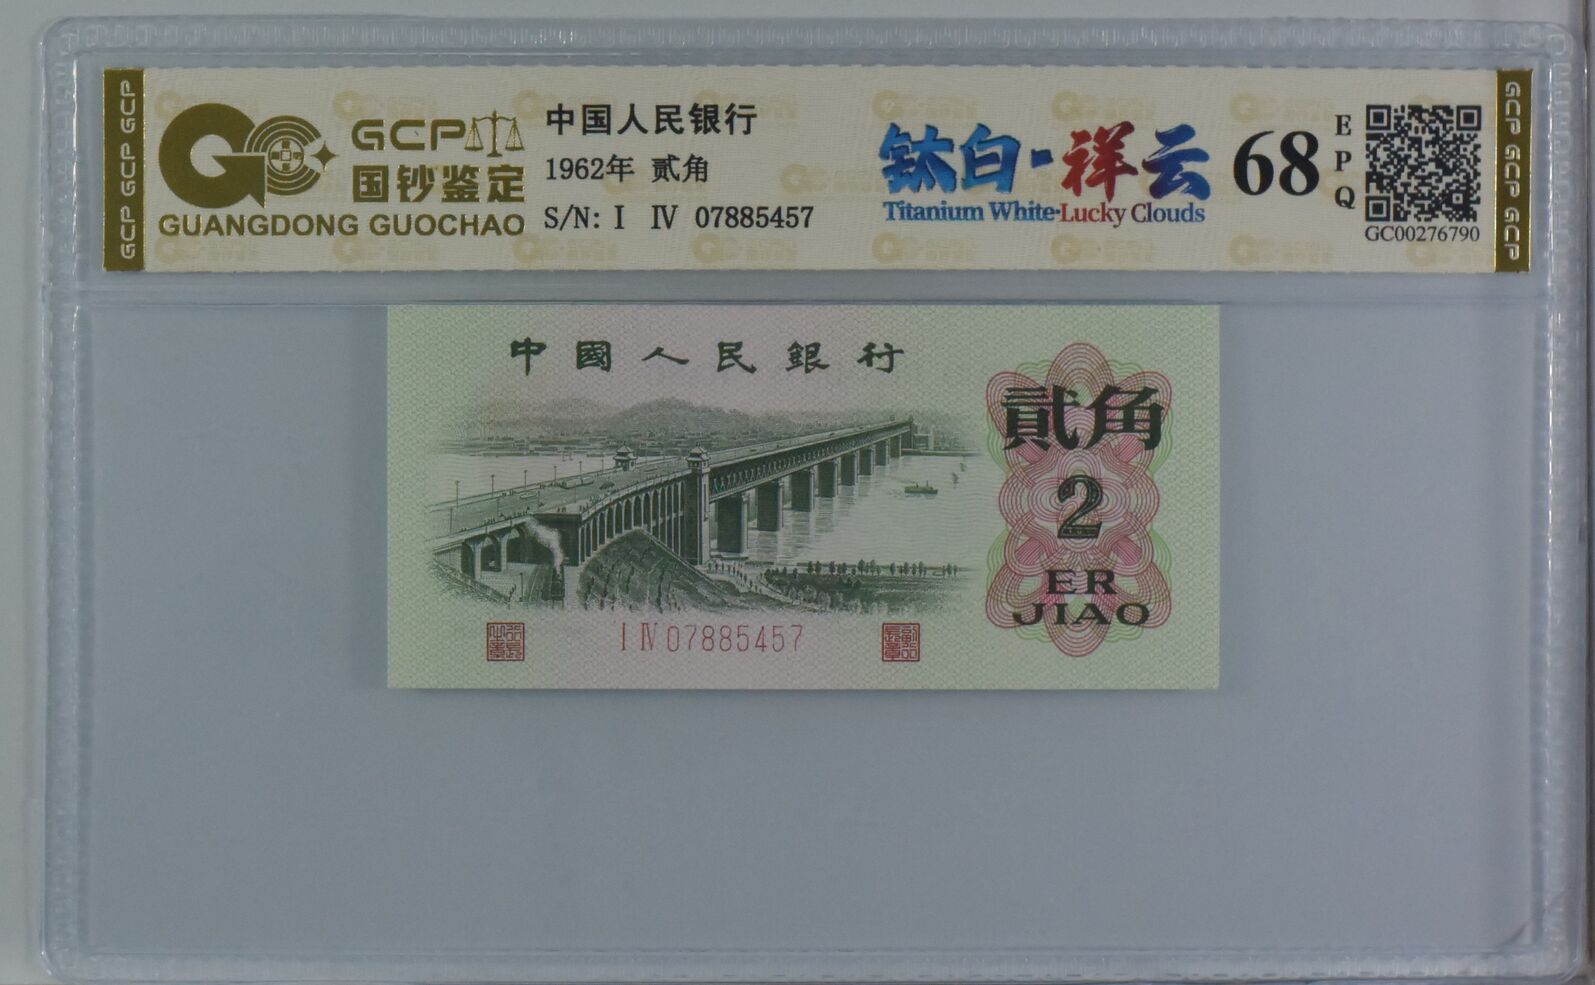 GCP GCP GCP
GCP
国钞鉴定
GUANGDONG GUOCHAO
中国人民银行
1962年 贰角
S/N: I IV 07885457
钛白·祥云
Titanium White·Lucky Clouds
68
EPQ
GC00276790
GCP GCP GCP
中國人民銀行
貳角
2
ER
JIAO
I IV 07885457